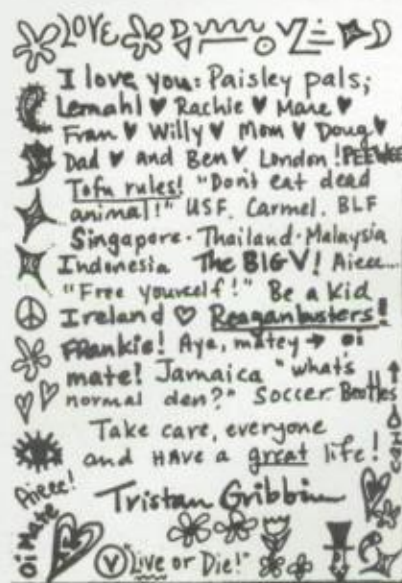 LOVE
I love you: Paisley pals;
Lemahl ♥ Rachie ♥ Mare ♥
Fran ♥ Willy ♥ Mom ♥ Doug ♥
Dad ♥ and Ben ♥ London! PEEWEE
Tofu rules! "Don't eat dead
animal!" USF. Carmel. BLF
Singapore · Thailand · Malaysia
Indonesia The BIG V! Aieee...
"Free yourself!" Be a Kid
Ireland ♡ Reaganbusters!
FRankie! Aya, matey → oi
mate! Jamaica "what's
normal den?" Soccer Beatles
Take care, everyone
and HAve a great life!
Aieee!
Tristan Gribbin
Oi Mate
V "Live or Die!"